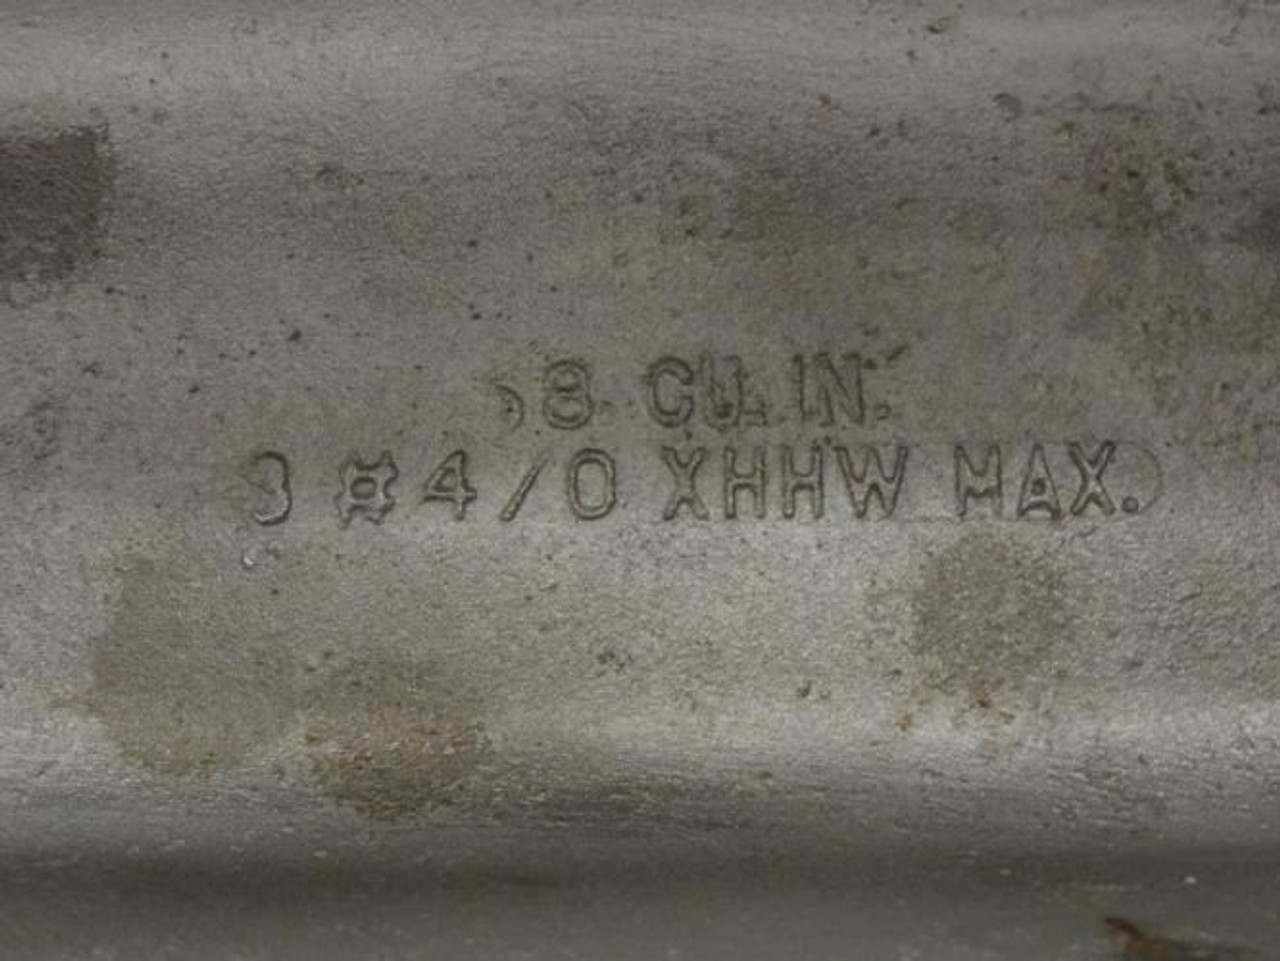 8 CU. IN.
3 #4/0 XHHW MAX.